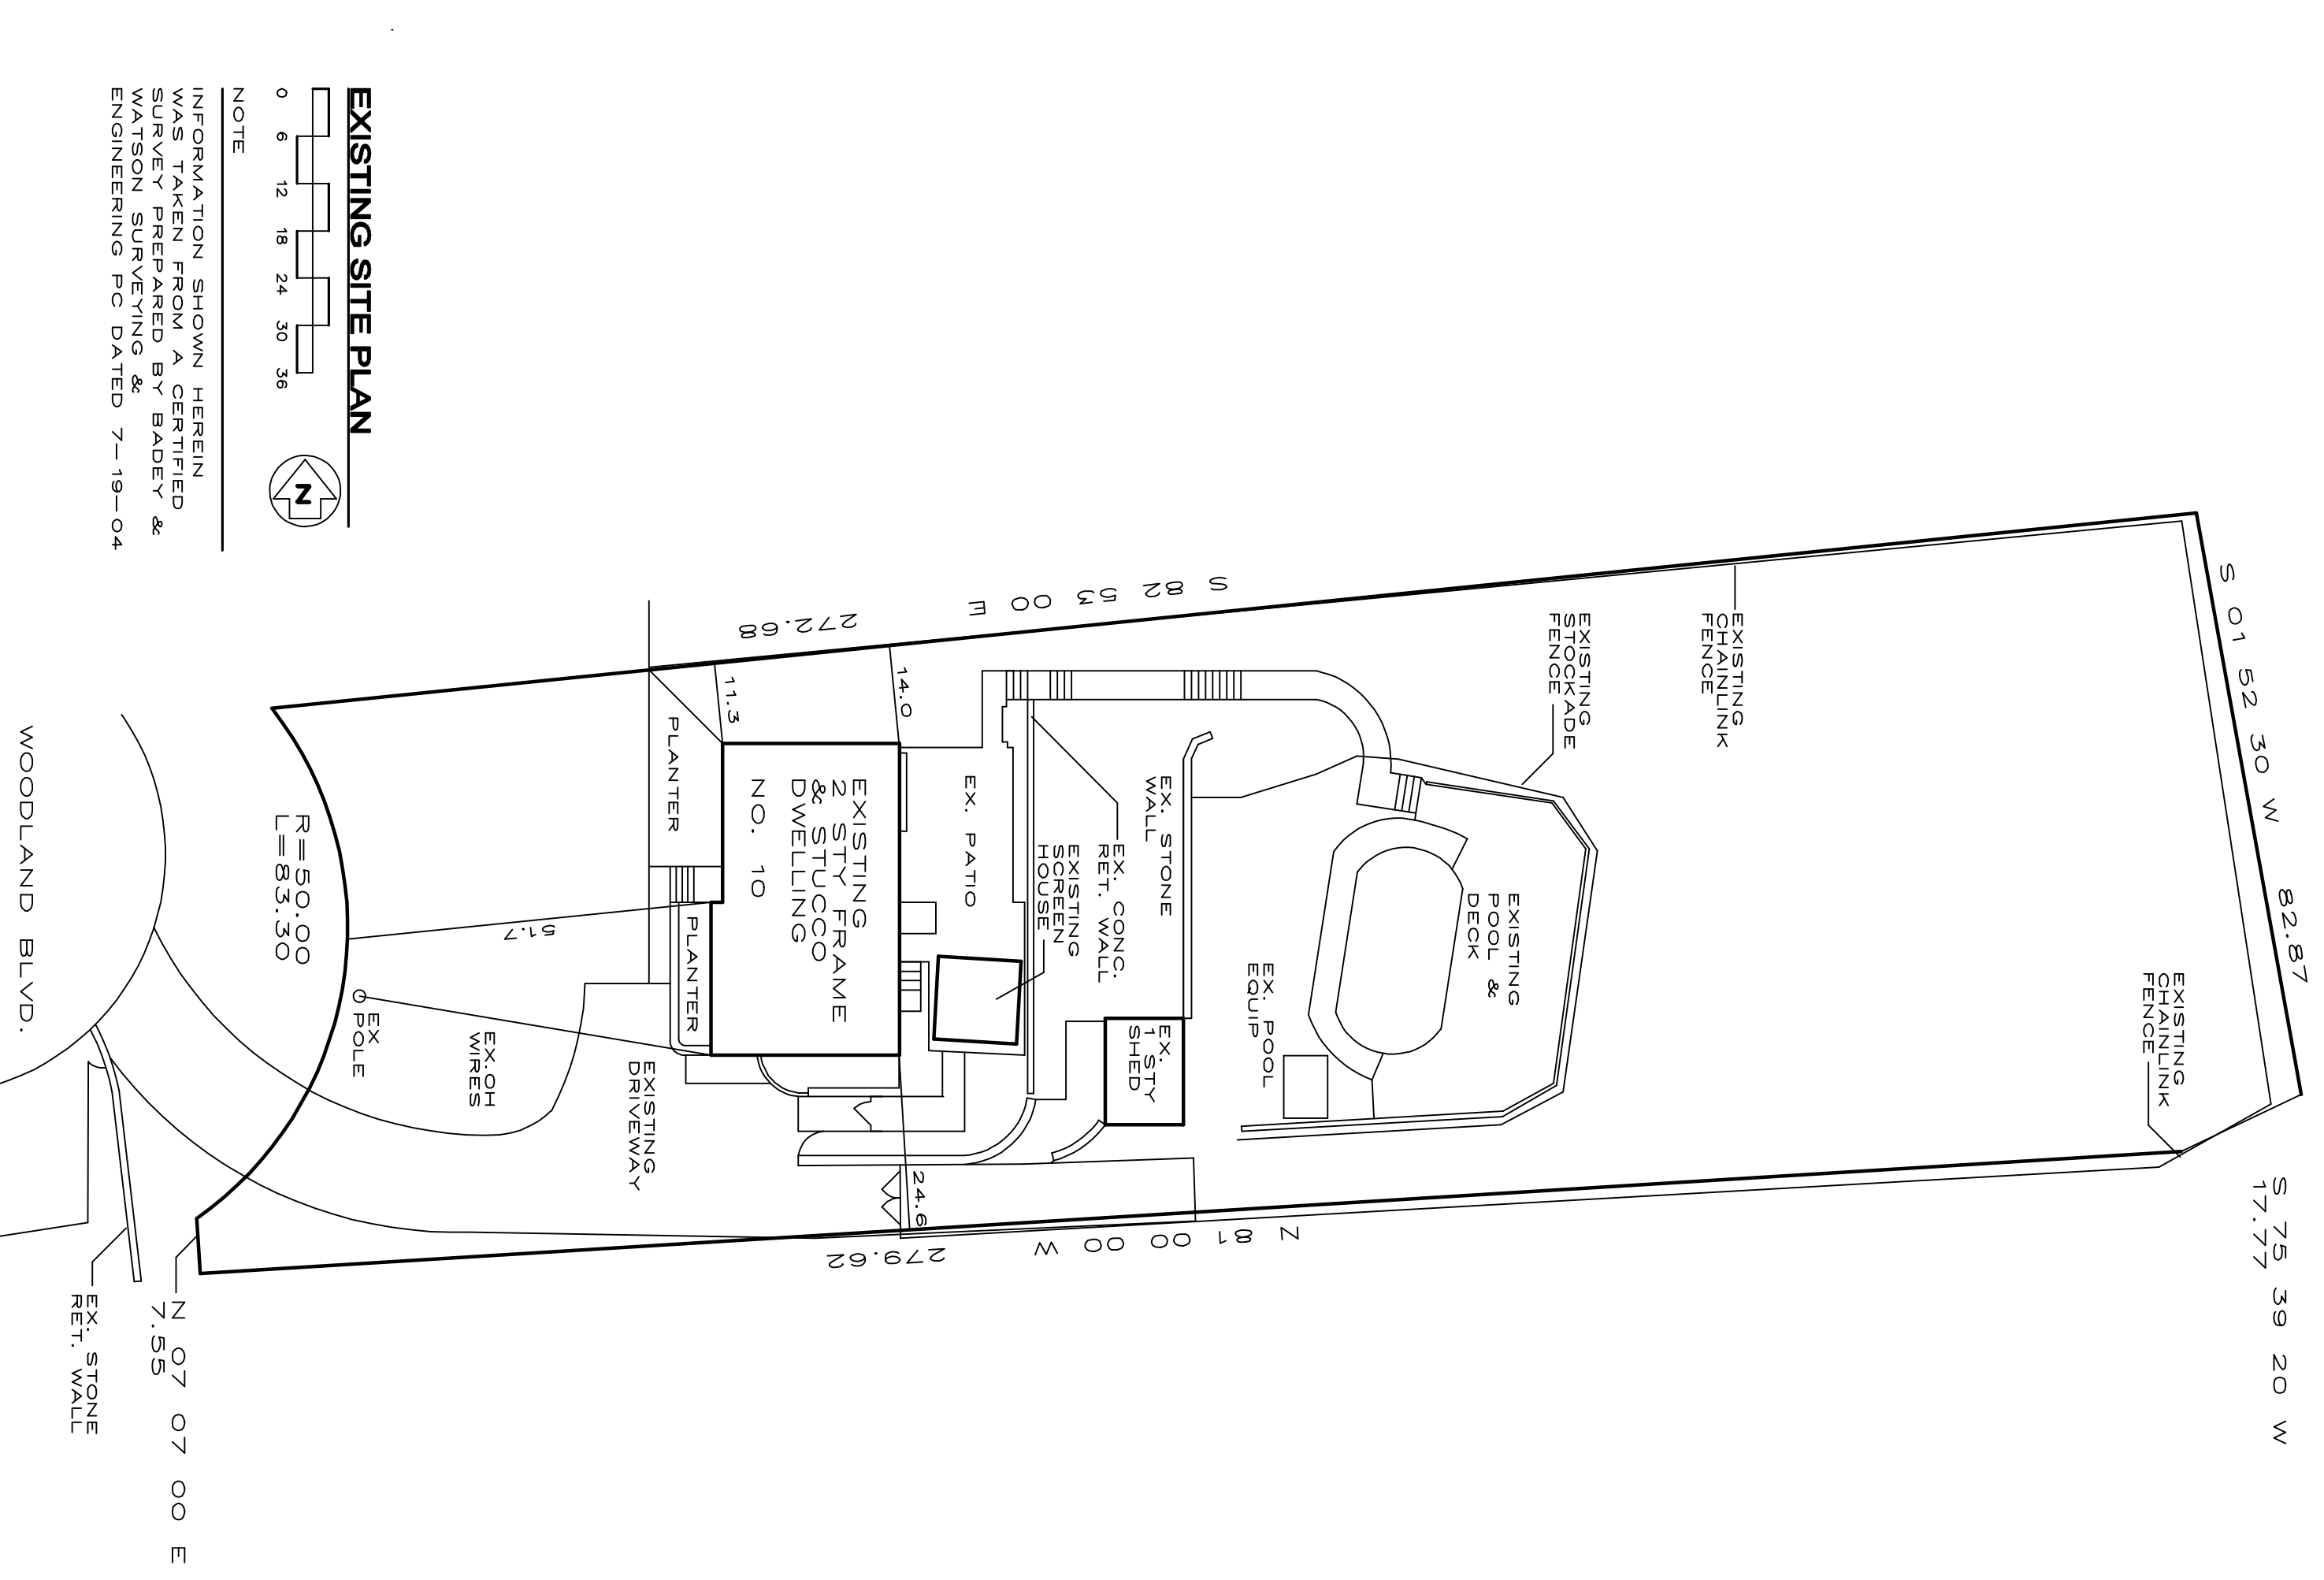 EXISTING SITE PLAN
0 6 12 18 24 30 36
N
NOTE
INFORMATION SHOWN HEREIN
WAS TAKEN FROM A CERTIFIED
SURVEY PREPARED BY BADEY &
WATSON SURVEYING &
ENGINEERING PC DATED 7-19-04
S 82 53 00 E
272.68
S 01 52 30 W 82.87
S 75 39 20 W
17.77
N 81 00 00 W
279.62
N 07 07 00 E
7.55
R=50.00
L=83.30
WOODLAND BLVD.
EXISTING
CHAINLINK
FENCE
EXISTING
STOCKADE
FENCE
EXISTING
CHAINLINK
FENCE
EXISTING
POOL &
DECK
EX. POOL
EQUIP
EX. STONE
WALL
EX. 
1 STY
SHED
EX. CONC.
RET. WALL
EXISTING
SCREEN
HOUSE
EX. PATIO
14.0
11.3
24.6
51.7
EXISTING
2 STY FRAME
& STUCCO
DWELLING
NO. 10
PLANTER
PLANTER
EXISTING
DRIVEWAY
EX.OH
WIRES
EX
POLE
EX. STONE
RET. WALL